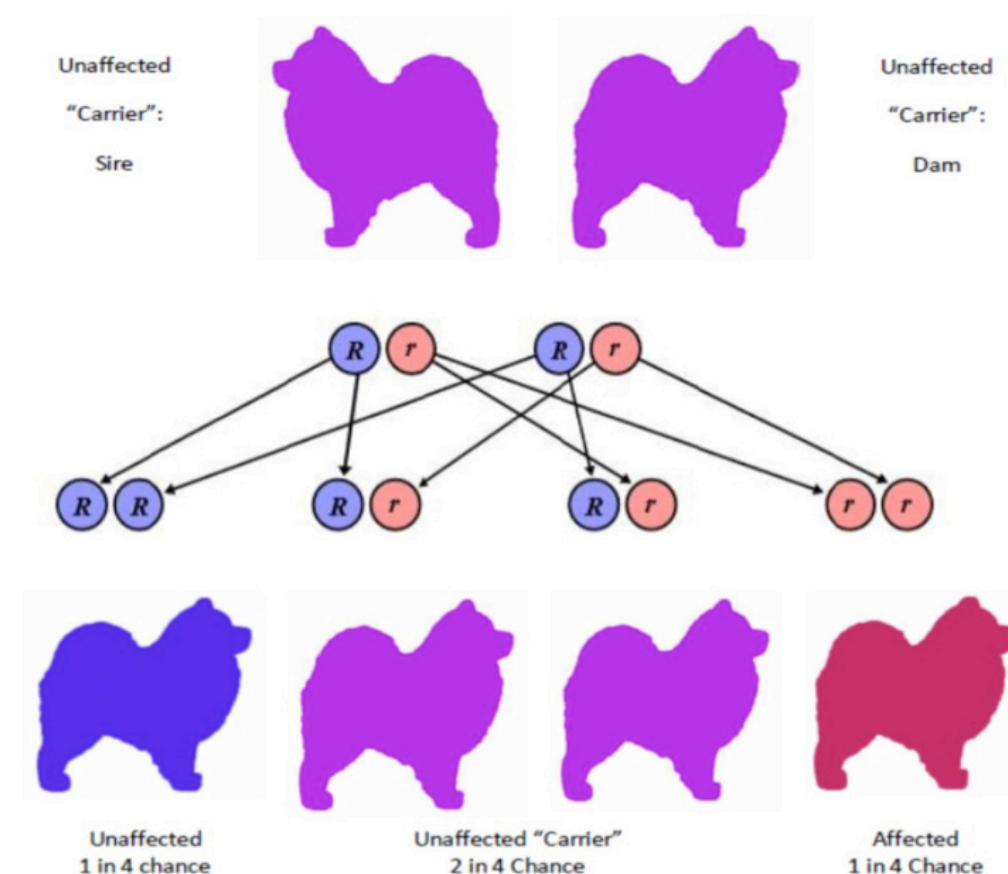 Unaffected
“Carrier”:
Sire
Unaffected
“Carrier”:
Dam
R r R r
R R R r R r r r
Unaffected
1 in 4 chance
Unaffected “Carrier”
2 in 4 Chance
Affected
1 in 4 Chance